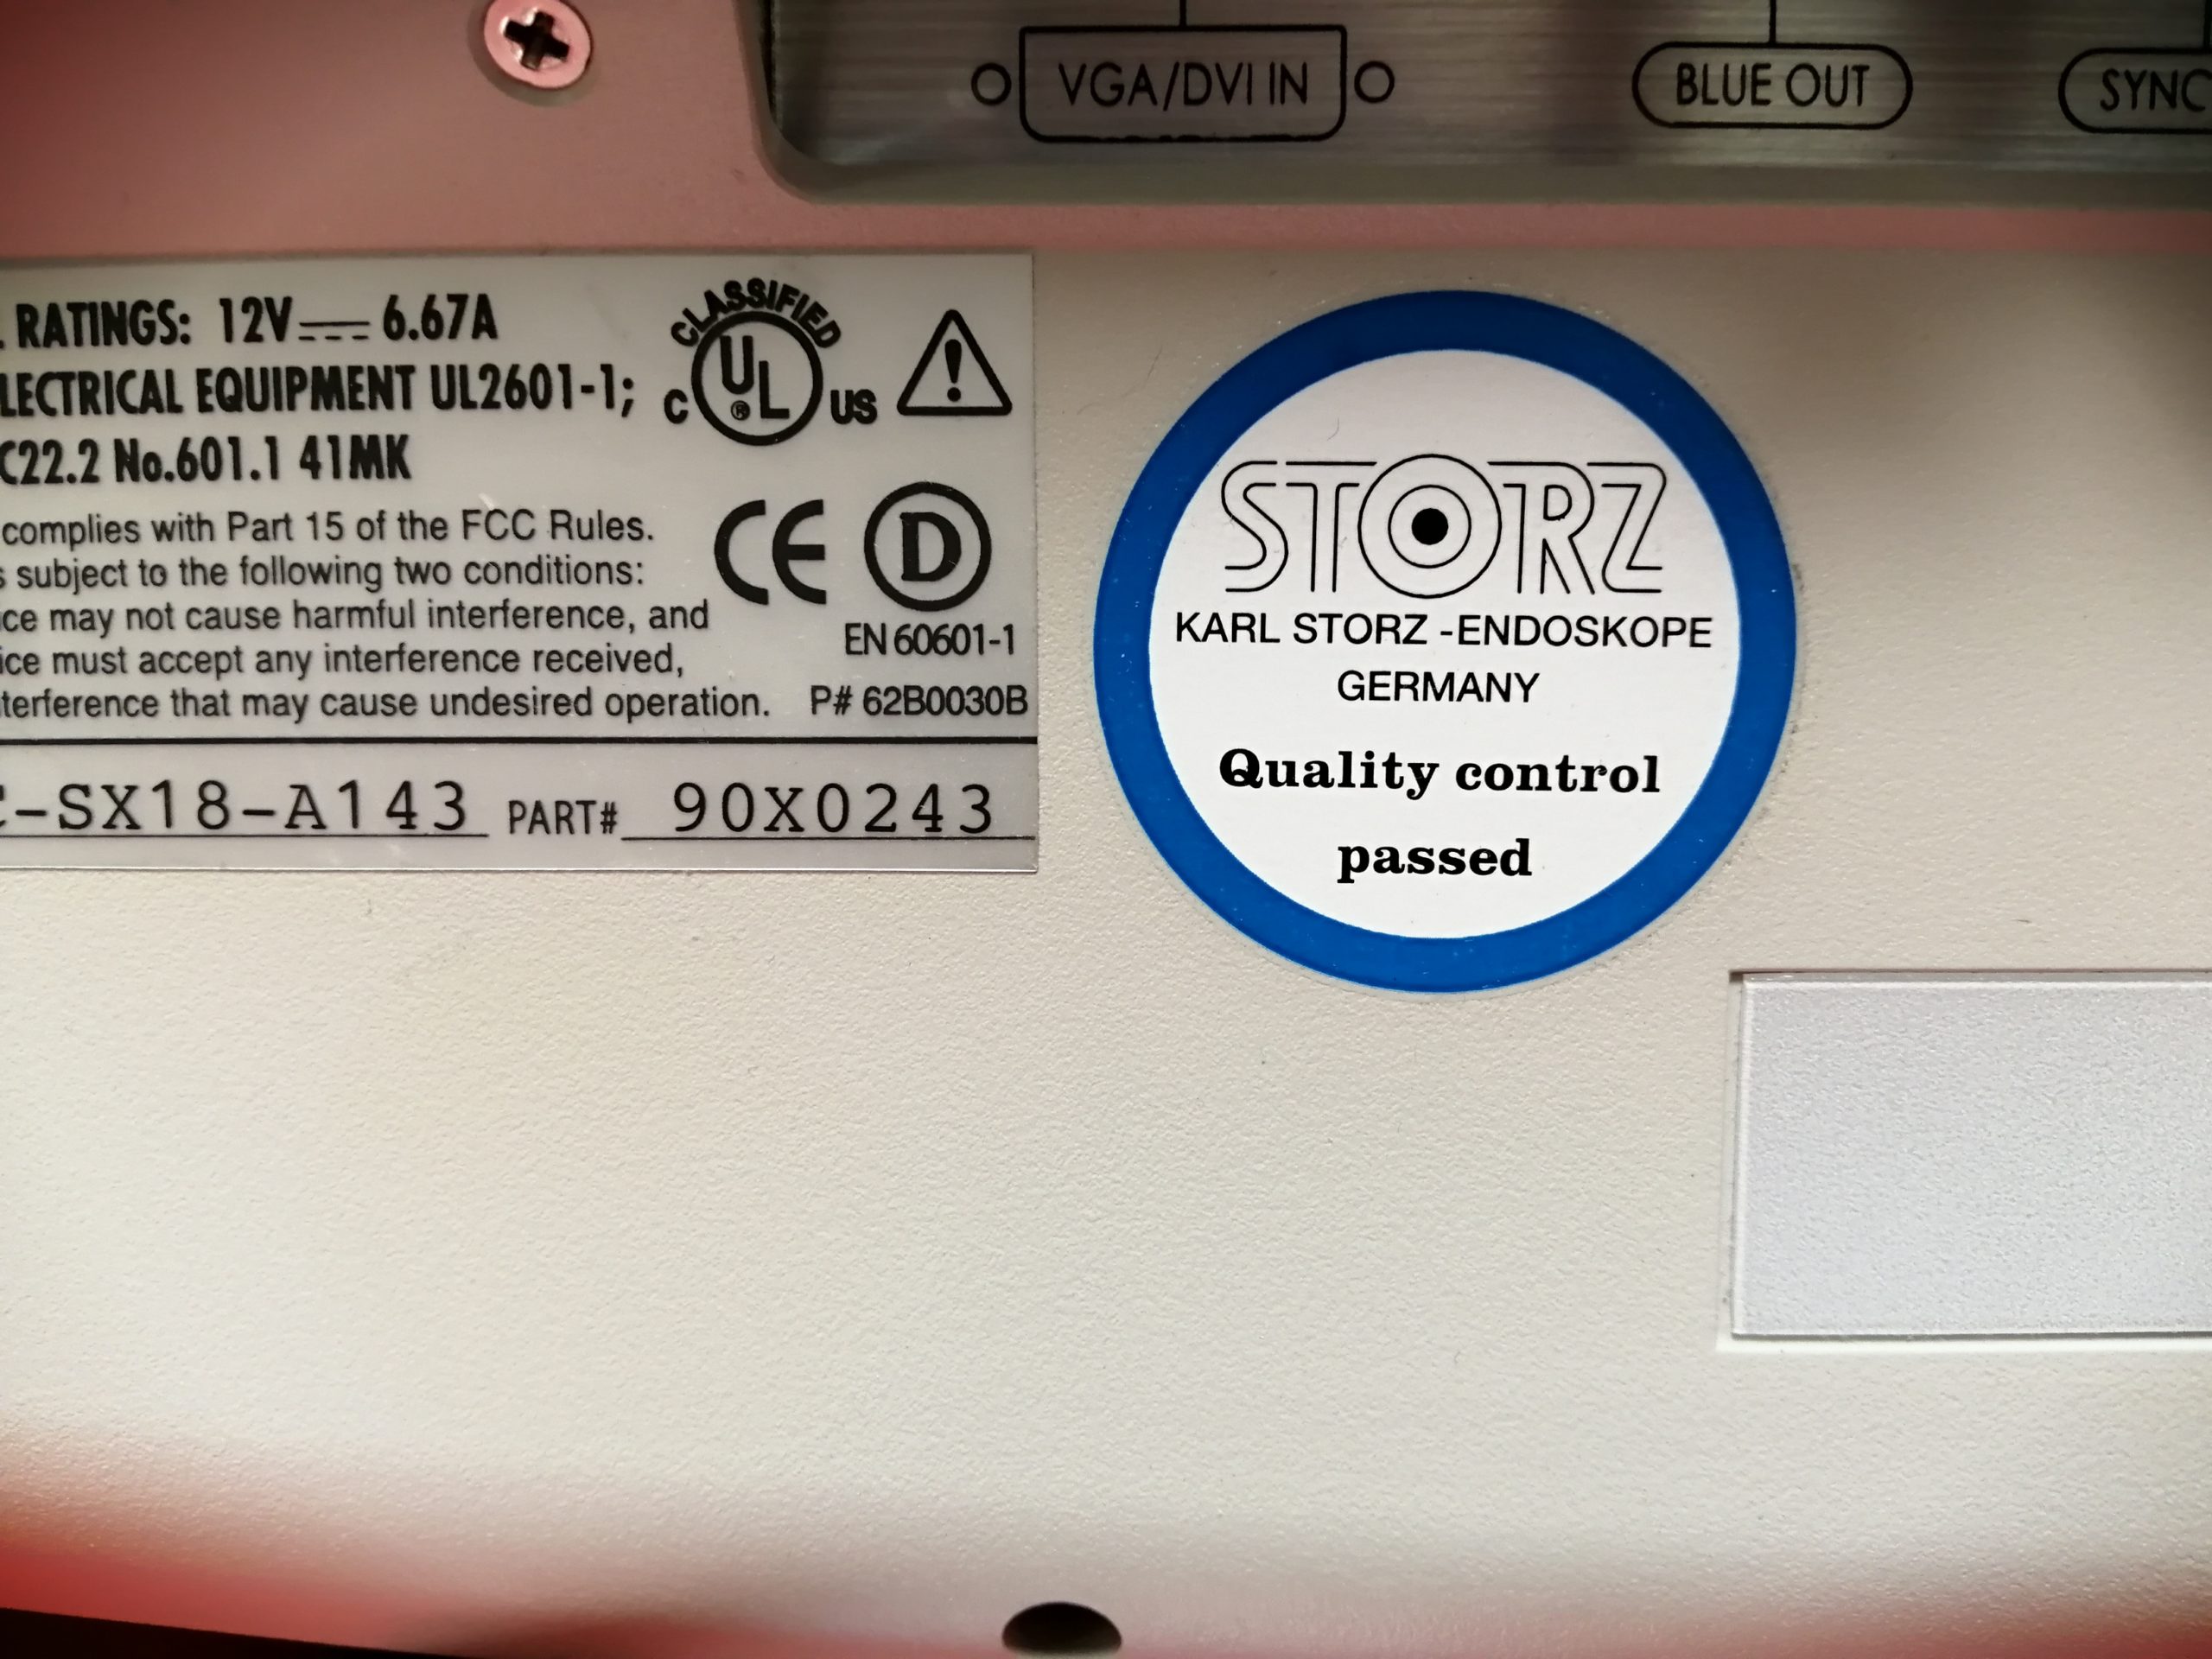 VGA/DVI IN
BLUE OUT
SYNC
RATINGS: 12V 6.67A
LECTRICAL EQUIPMENT UL2601-1;
C22.2 No.601.1 41MK
CLASSIFIED
C UL® US
complies with Part 15 of the FCC Rules.
s subject to the following two conditions:
ice may not cause harmful interference, and
ice must accept any interference received,
terference that may cause undesired operation.
CE D
EN 60601-1
P# 62B0030B
-SX18-A143 PART# 90X0243
STORZ
KARL STORZ -ENDOSKOPE
GERMANY
Quality control
passed